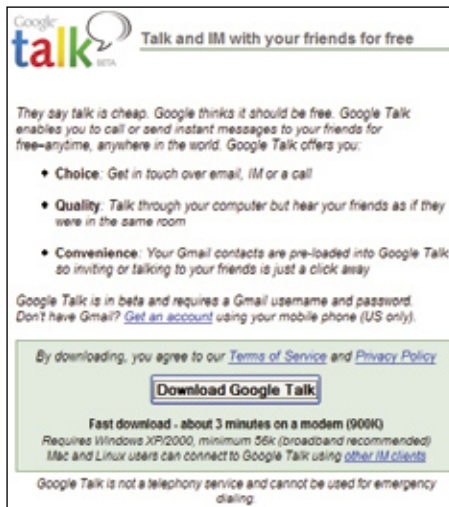 Google
talk
BETA
Talk and IM with your friends for free
They say talk is cheap. Google thinks it should be free. Google Talk
enables you to call or send instant messages to your friends for
free–anytime, anywhere in the world. Google Talk offers you:
• Choice: Get in touch over email, IM or a call
• Quality: Talk through your computer but hear your friends as if they
were in the same room
• Convenience: Your Gmail contacts are pre-loaded into Google Talk
so inviting or talking to your friends is just a click away
Google Talk is in beta and requires a Gmail username and password.
Don't have Gmail? Get an account using your mobile phone (US only).
By downloading, you agree to our Terms of Service and Privacy Policy
Download Google Talk
Fast download - about 3 minutes on a modem (900K)
Requires Windows XP/2000, minimum 56k (broadband recommended)
Mac and Linux users can connect to Google Talk using other IM clients
Google Talk is not a telephony service and cannot be used for emergency
dialing.